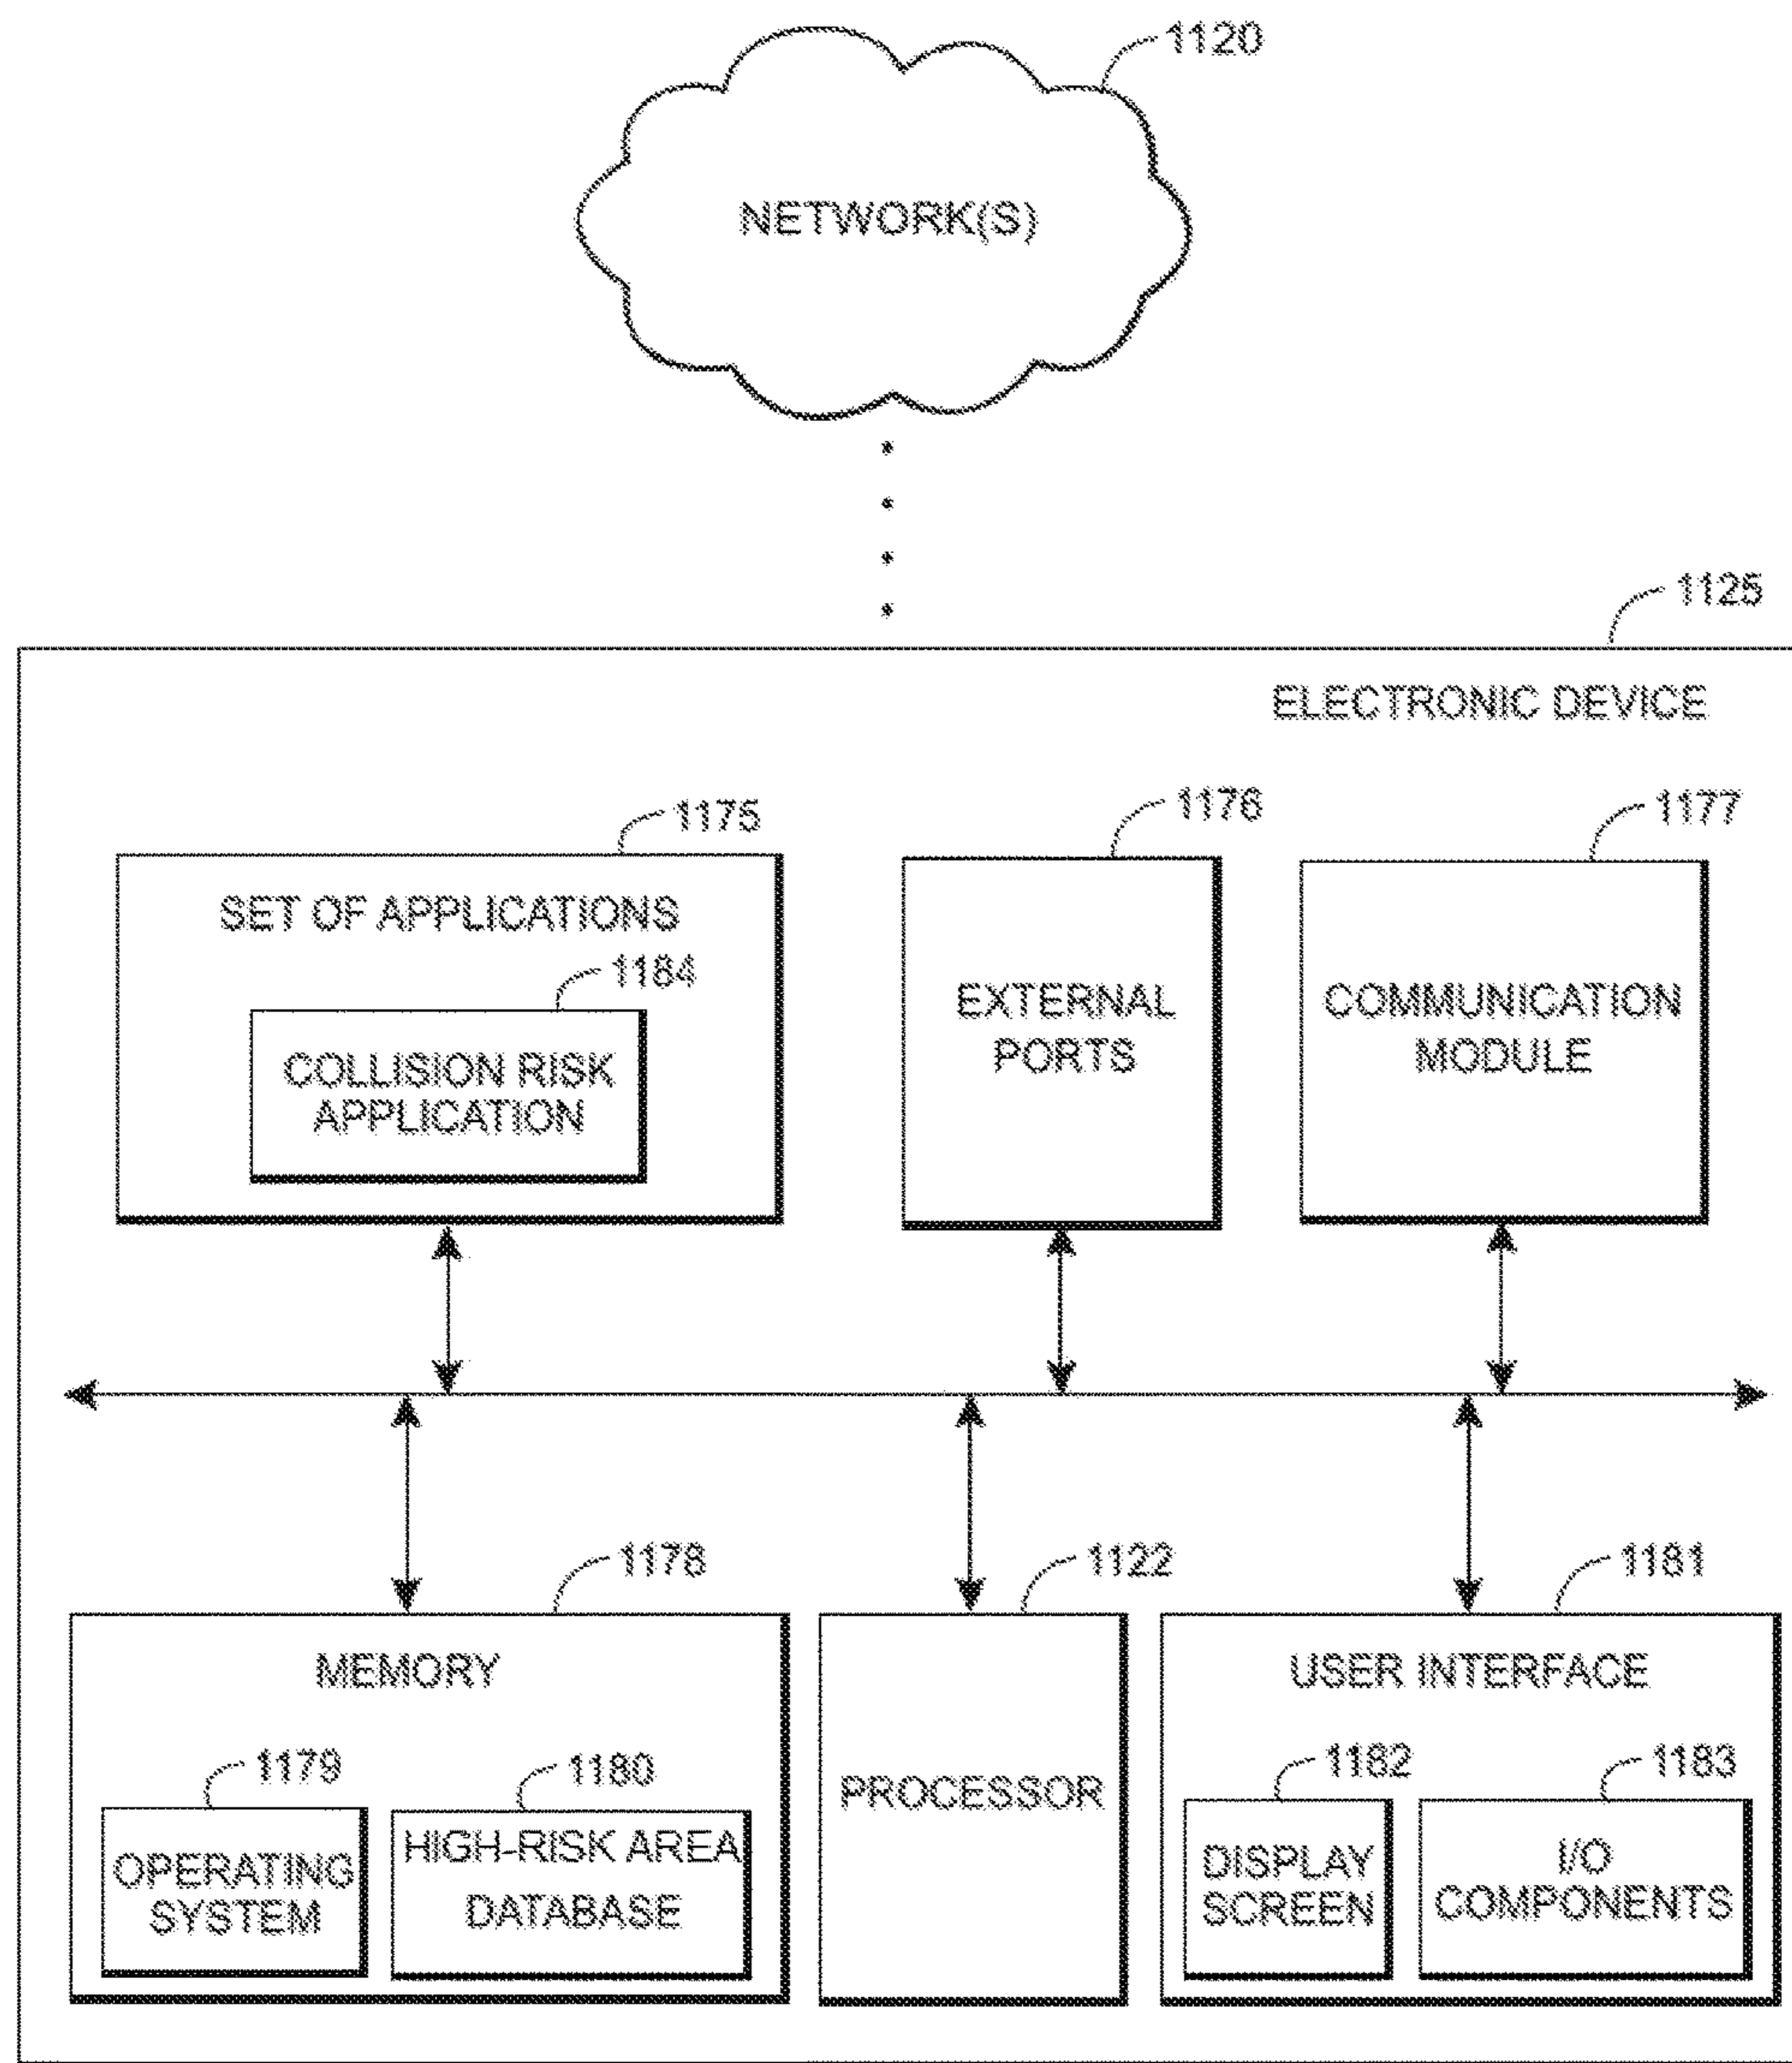 1120
NETWORK(S)
1125
ELECTRONIC DEVICE
1175
SET OF APPLICATIONS
1184
COLLISION RISK
APPLICATION
1176
EXTERNAL
PORTS
1177
COMMUNICATION
MODULE
1178
MEMORY
1179
OPERATING
SYSTEM
1180
HIGH-RISK AREA
DATABASE
1122
PROCESSOR
1181
USER INTERFACE
1182
DISPLAY
SCREEN
1183
I/O
COMPONENTS